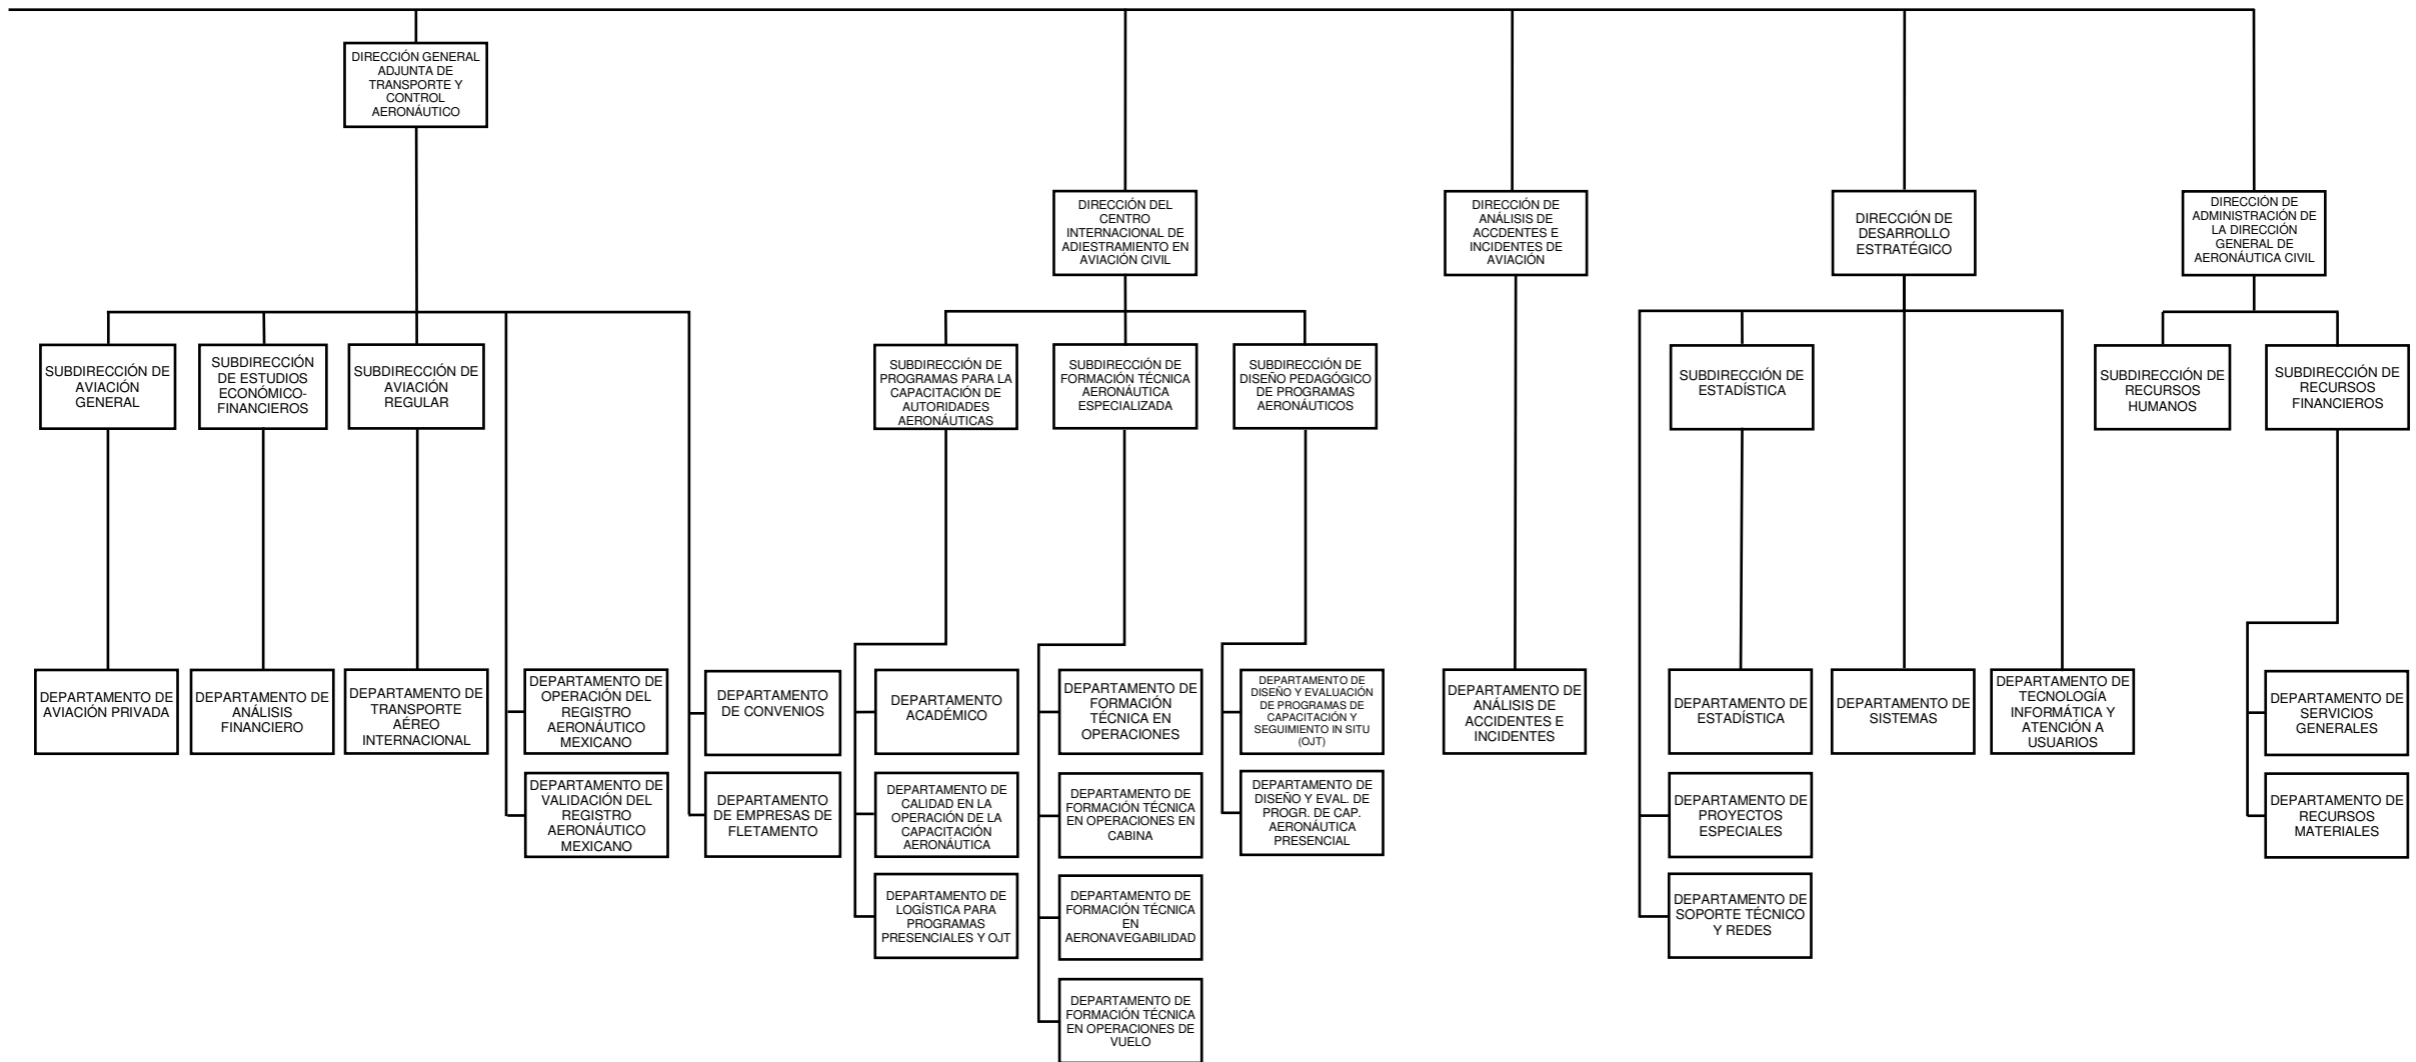 DIRECCIÓN GENERAL
ADJUNTA DE
TRANSPORTE Y
CONTROL
AERONÁUTICO
DIRECCIÓN DEL
CENTRO
INTERNACIONAL DE
ADIESTRAMIENTO EN
AVIACIÓN CIVIL
DIRECCIÓN DE
ANÁLISIS DE
ACCDENTES E
INCIDENTES DE
AVIACIÓN
DIRECCIÓN DE
DESARROLLO
ESTRATÉGICO
DIRECCIÓN DE
ADMINISTRACIÓN DE
LA DIRECCIÓN
GENERAL DE
AERONÁUTICA CIVIL
SUBDIRECCIÓN DE
AVIACIÓN
GENERAL
SUBDIRECCIÓN
DE ESTUDIOS
ECONÓMICO-
FINANCIEROS
SUBDIRECCIÓN DE
AVIACIÓN
REGULAR
SUBDIRECCIÓN DE
PROGRAMAS PARA LA
CAPACITACIÓN DE
AUTORIDADES
AERONÁUTICAS
SUBDIRECCIÓN DE
FORMACIÓN TÉCNICA
AERONÁUTICA
ESPECIALIZADA
SUBDIRECCIÓN DE
DISEÑO PEDAGÓGICO
DE PROGRAMAS
AERONÁUTICOS
SUBDIRECCIÓN DE
ESTADÍSTICA
SUBDIRECCIÓN DE
RECURSOS
HUMANOS
SUBDIRECCIÓN DE
RECURSOS
FINANCIEROS
DEPARTAMENTO DE
AVIACIÓN PRIVADA
DEPARTAMENTO DE
ANÁLISIS
FINANCIERO
DEPARTAMENTO DE
TRANSPORTE
AÉREO
INTERNACIONAL
DEPARTAMENTO DE
OPERACIÓN DEL
REGISTRO
AERONÁUTICO
MEXICANO
DEPARTAMENTO
DE CONVENIOS
DEPARTAMENTO
ACADÉMICO
DEPARTAMENTO DE
FORMACIÓN
TÉCNICA EN
OPERACIONES
DEPARTAMENTO DE
DISEÑO Y EVALUACIÓN
DE PROGRAMAS DE
CAPACITACIÓN Y
SEGUIMIENTO IN SITU
(OJT)
DEPARTAMENTO DE
ANÁLISIS DE
ACCIDENTES E
INCIDENTES
DEPARTAMENTO DE
ESTADÍSTICA
DEPARTAMENTO DE
SISTEMAS
DEPARTAMENTO DE
TECNOLOGÍA
INFORMÁTICA Y
ATENCIÓN A
USUARIOS
DEPARTAMENTO DE
SERVICIOS
GENERALES
DEPARTAMENTO DE
VALIDACIÓN DEL
REGISTRO
AERONÁUTICO
MEXICANO
DEPARTAMENTO
DE EMPRESAS DE
FLETAMENTO
DEPARTAMENTO DE
CALIDAD EN LA
OPERACIÓN DE LA
CAPACITACIÓN
AERONÁUTICA
DEPARTAMENTO DE
FORMACIÓN TÉCNICA
EN OPERACIONES EN
CABINA
DEPARTAMENTO DE
DISEÑO Y EVAL. DE
PROGR. DE CAP.
AERONÁUTICA
PRESENCIAL
DEPARTAMENTO DE
PROYECTOS
ESPECIALES
DEPARTAMENTO DE
RECURSOS
MATERIALES
DEPARTAMENTO DE
LOGÍSTICA PARA
PROGRAMAS
PRESENCIALES Y OJT
DEPARTAMENTO DE
FORMACIÓN TÉCNICA
EN
AERONAVEGABILIDAD
DEPARTAMENTO DE
SOPORTE TÉCNICO
Y REDES
DEPARTAMENTO DE
FORMACIÓN TÉCNICA
EN OPERACIONES DE
VUELO